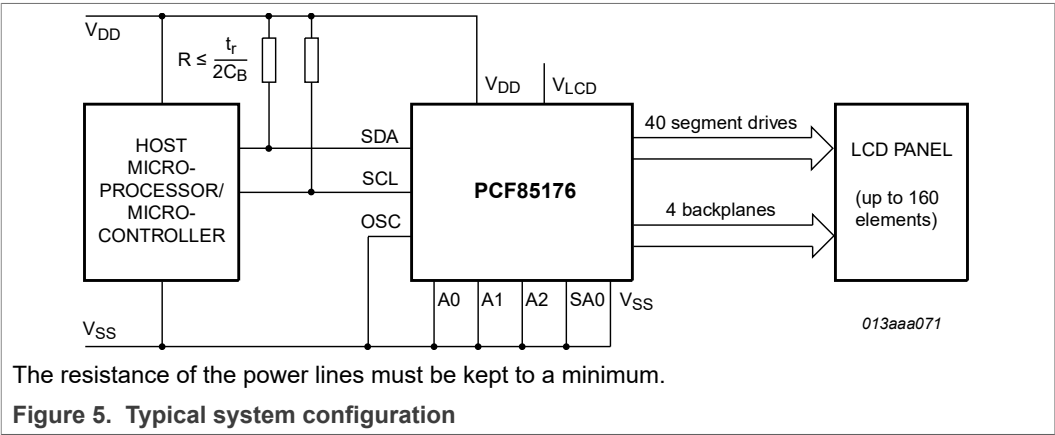 VDD
R ≤ tr
2CB
VDD
VLCD
HOST
MICRO-
PROCESSOR/
MICRO-
CONTROLLER
SDA
SCL
OSC
PCF85176
40 segment drives
4 backplanes
LCD PANEL
(up to 160
elements)
A0
A1
A2
SA0
VSS
VSS
013aaa071
The resistance of the power lines must be kept to a minimum.
Figure 5. Typical system configuration